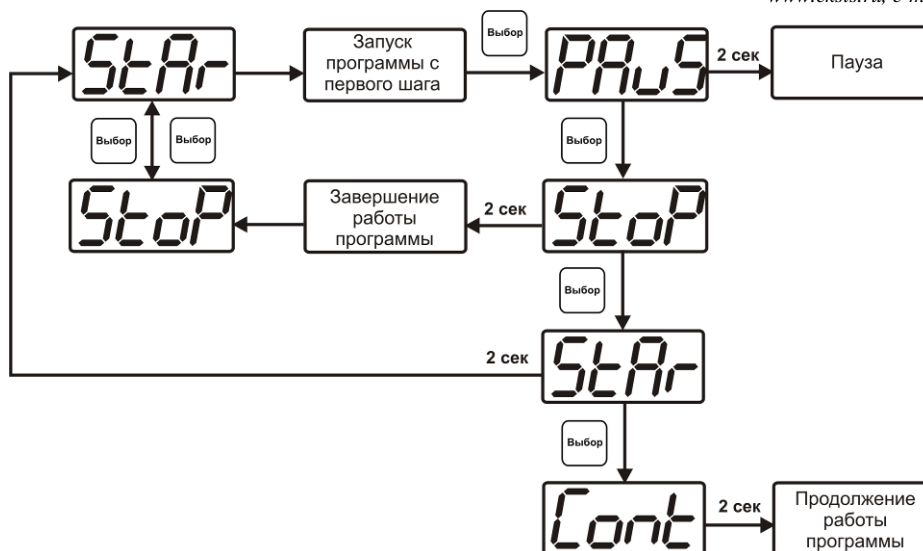 StAr
Запуск
программы с
первого шага
Выбор
PAuS
2 сек
Пауза
Выбор
Выбор
Выбор
StoP
Завершение
работы
программы
2 сек
StoP
Выбор
2 сек
StAr
Выбор
Cont
2 сек
Продолжение
работы
программы